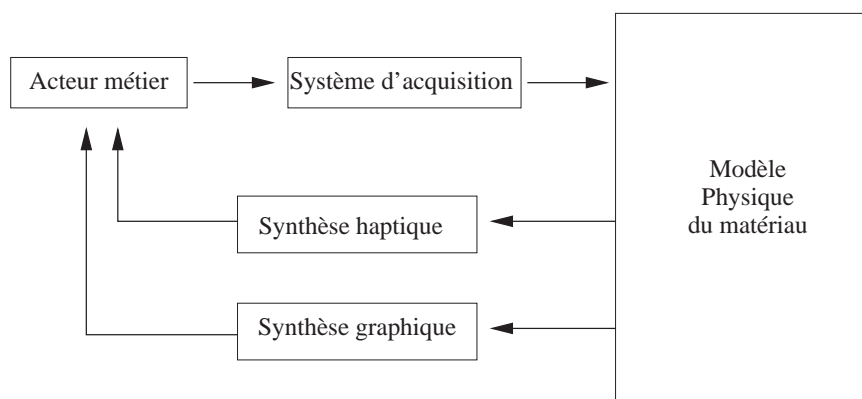 Acteur métier
Système d'acquisition
Modèle
Physique
du matériau
Synthèse haptique
Synthèse graphique